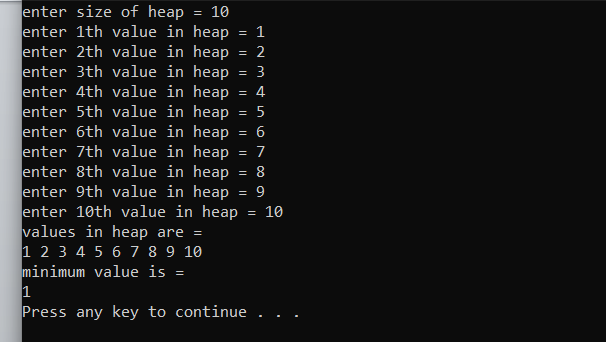 enter size of heap = 10
enter 1th value in heap = 1
enter 2th value in heap = 2
enter 3th value in heap = 3
enter 4th value in heap = 4
enter 5th value in heap = 5
enter 6th value in heap = 6
enter 7th value in heap = 7
enter 8th value in heap = 8
enter 9th value in heap = 9
enter 10th value in heap = 10
values in heap are =
1 2 3 4 5 6 7 8 9 10
minimum value is =
1
Press any key to continue . . .